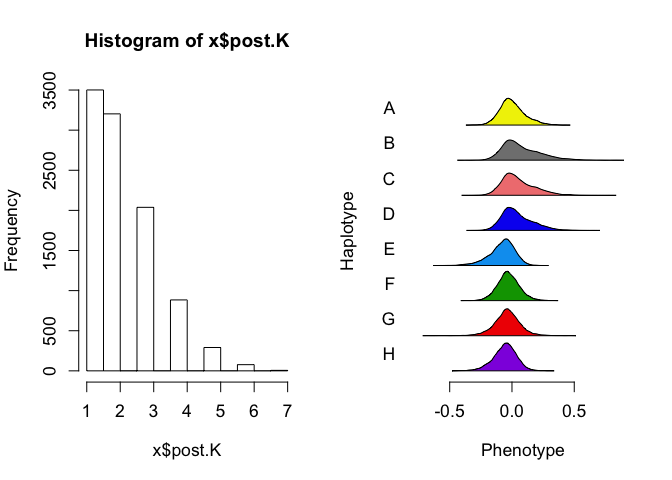 Histogram of x$post.K
Frequency
0
500
1500
2500
3500
1 2 3 4 5 6 7
x$post.K
Haplotype
A
B
C
D
E
F
G
H
-0.5 0.0 0.5
Phenotype